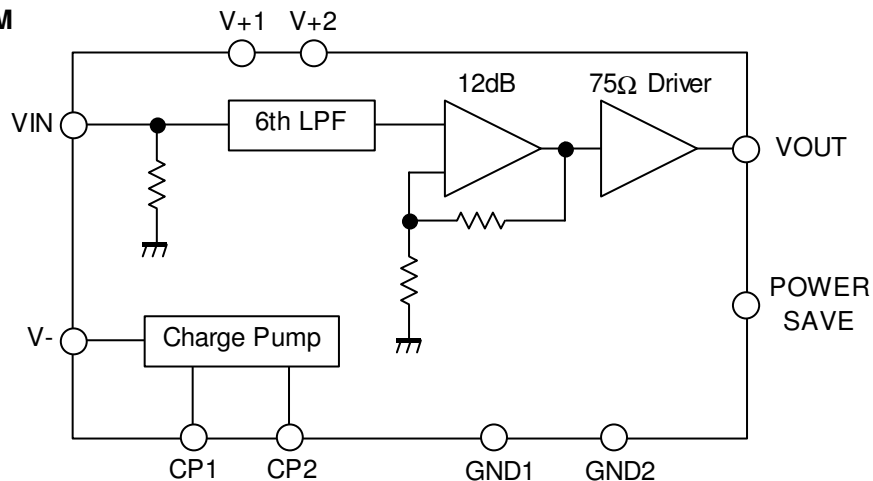 M
V+1 V+2
12dB 75Ω Driver
VIN 6th LPF
VOUT
POWER
SAVE
V- Charge Pump
CP1 CP2 GND1 GND2